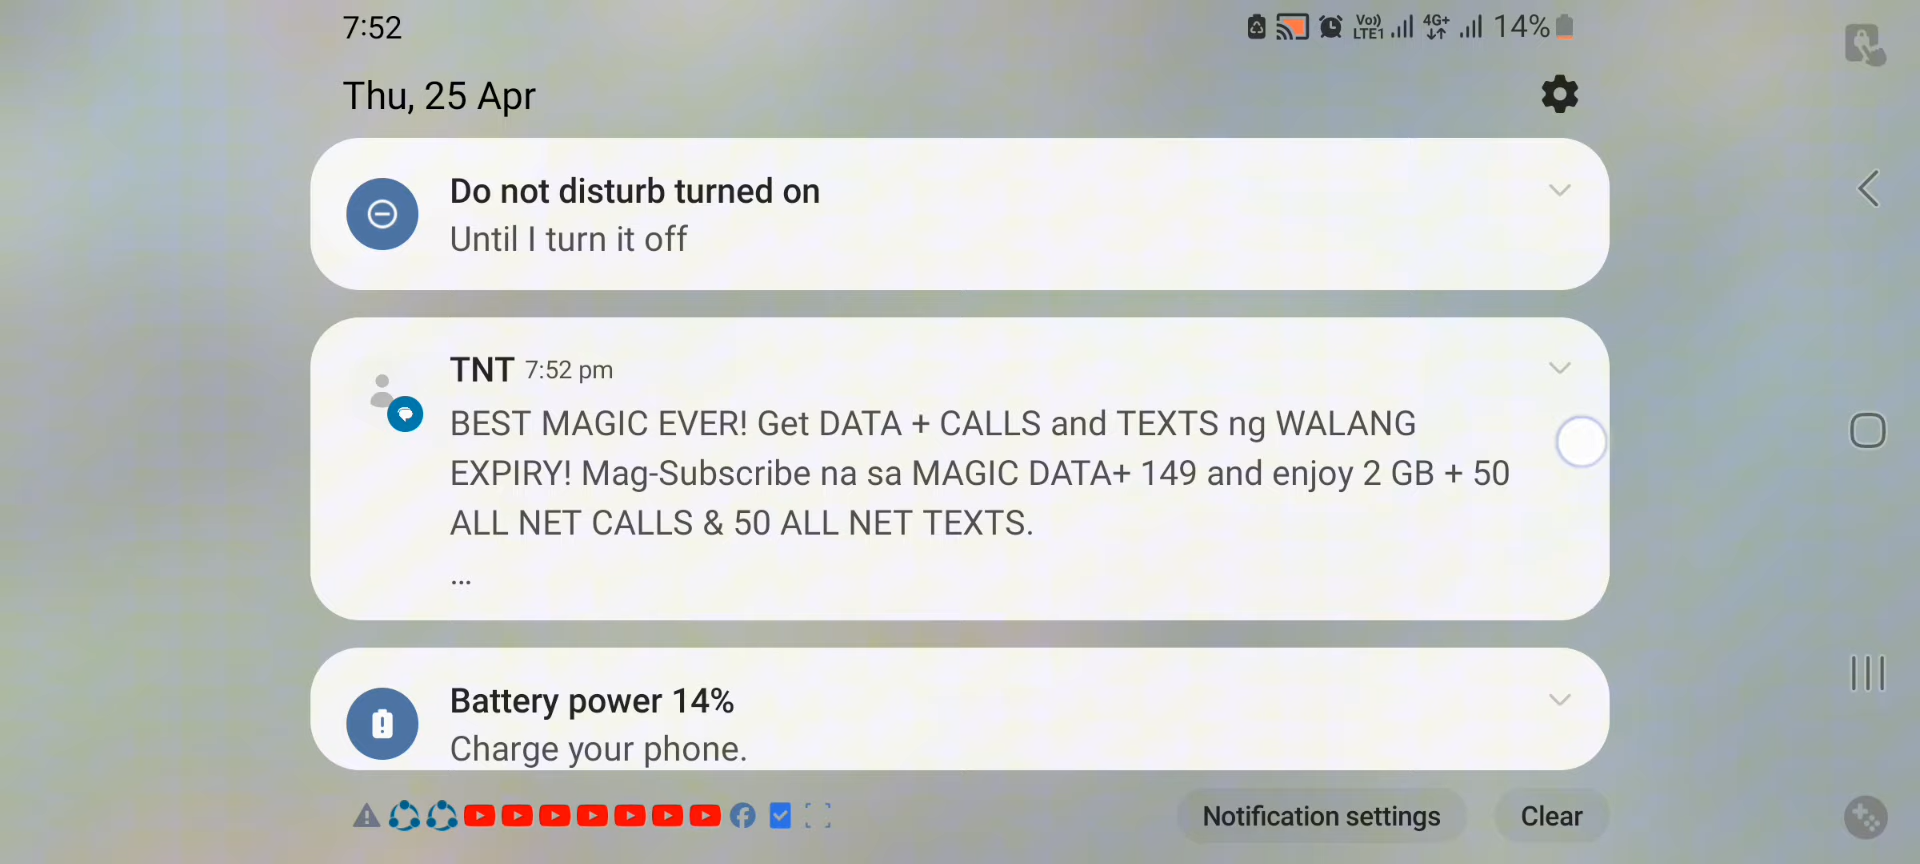 7:52
Vo)) LTE1 4G+ 14%
Thu, 25 Apr
Do not disturb turned on
Until I turn it off
TNT 7:52 pm
BEST MAGIC EVER! Get DATA + CALLS and TEXTS ng WALANG
EXPIRY! Mag-Subscribe na sa MAGIC DATA+ 149 and enjoy 2 GB + 50
ALL NET CALLS & 50 ALL NET TEXTS.
...
Battery power 14%
Charge your phone.
Notification settings
Clear